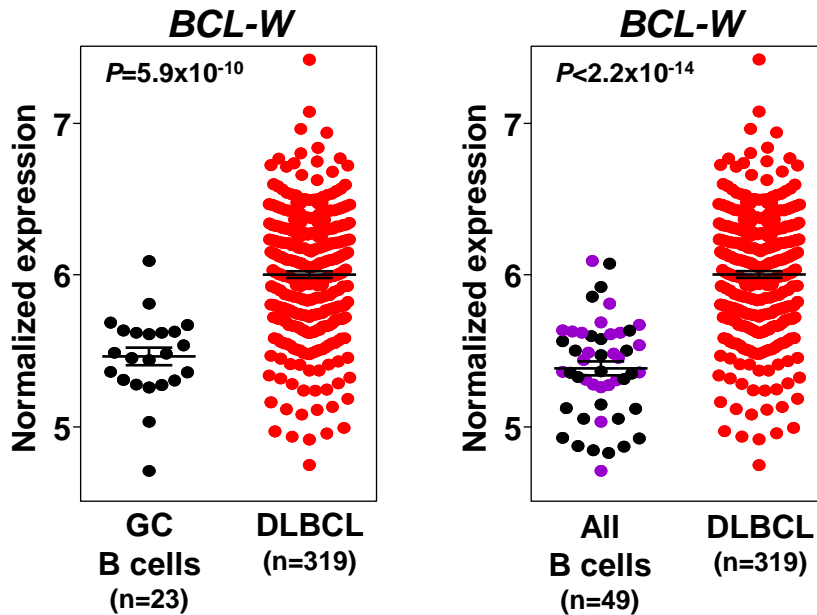 BCL-W
P=5.9x10⁻¹⁰
Normalized expression
7
6
5
GC
B cells
(n=23)
DLBCL
(n=319)
BCL-W
P<2.2x10⁻¹⁴
Normalized expression
7
6
5
All
B cells
(n=49)
DLBCL
(n=319)